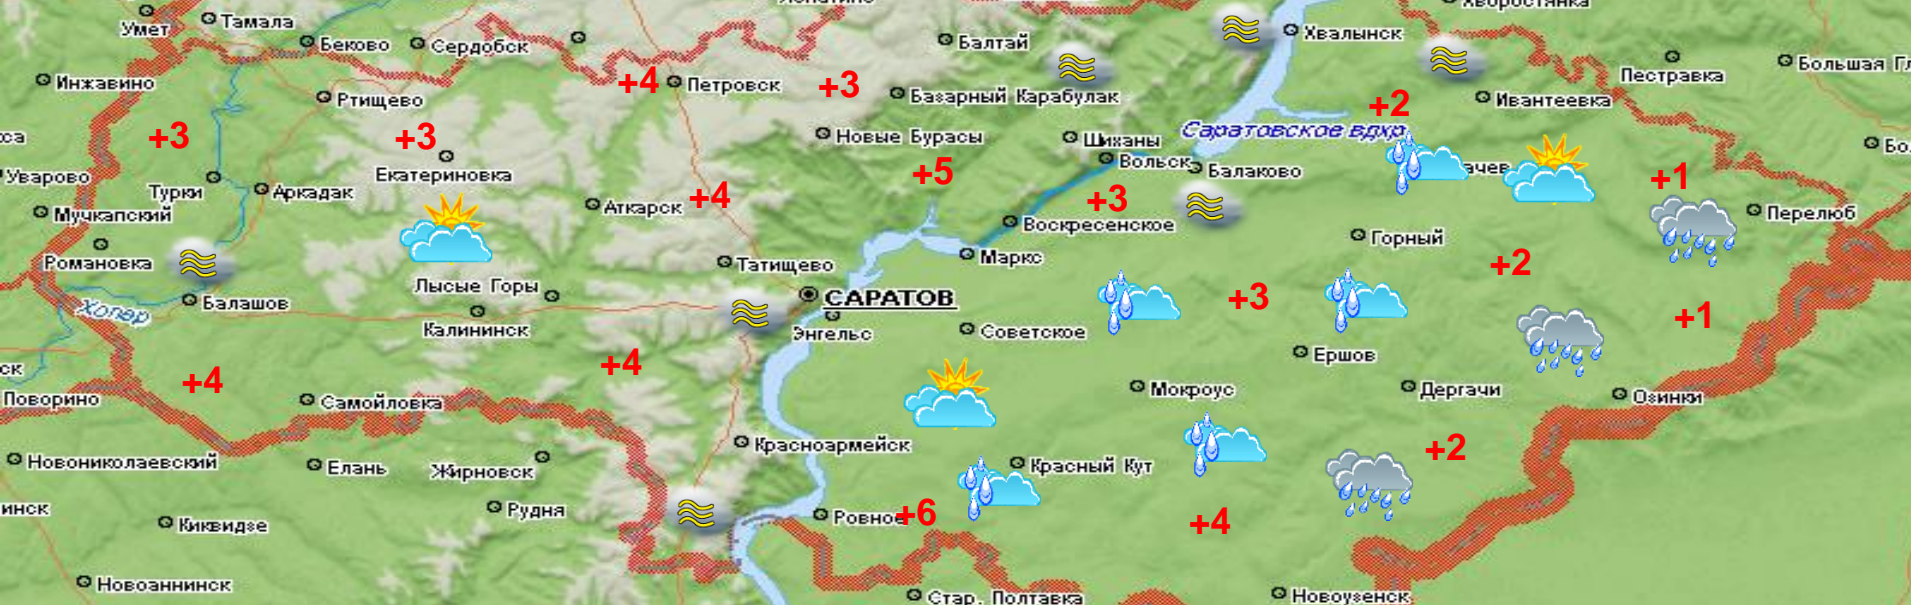 Умет
Тамала
Беково
Сердобск
Балтай
Хвалынск
Хворостянка
Пестравка
Инжавино
Ртищево
+4
Петровск
+3
Базарный Карабулак
+2
Ивантеевка
+3
+3
Новые Бурасы
Шиханы
Саратовское вдхр.
Уварово
Турки
Аркадак
Екатериновка
+5
Вольск
Балаково
+1
Мучкапский
Аткарск
+4
+3
Воскресенское
Горный
Перелюб
Романовка
Татищево
Маркс
+2
Балашов
Лысые Горы
САРАТОВ
+3
Хопер
Калининск
Энгельс
Советское
+1
Ершов
+4
+4
Мокроус
Дергачи
Озинки
Поворино
Самойловка
Красноармейск
+2
Новониколаевский
Елань
Жирновск
Красный Кут
Рудня
Ровное
+6
+4
Киквидзе
Новоаннинск
Стар. Полтавка
Новоузенск